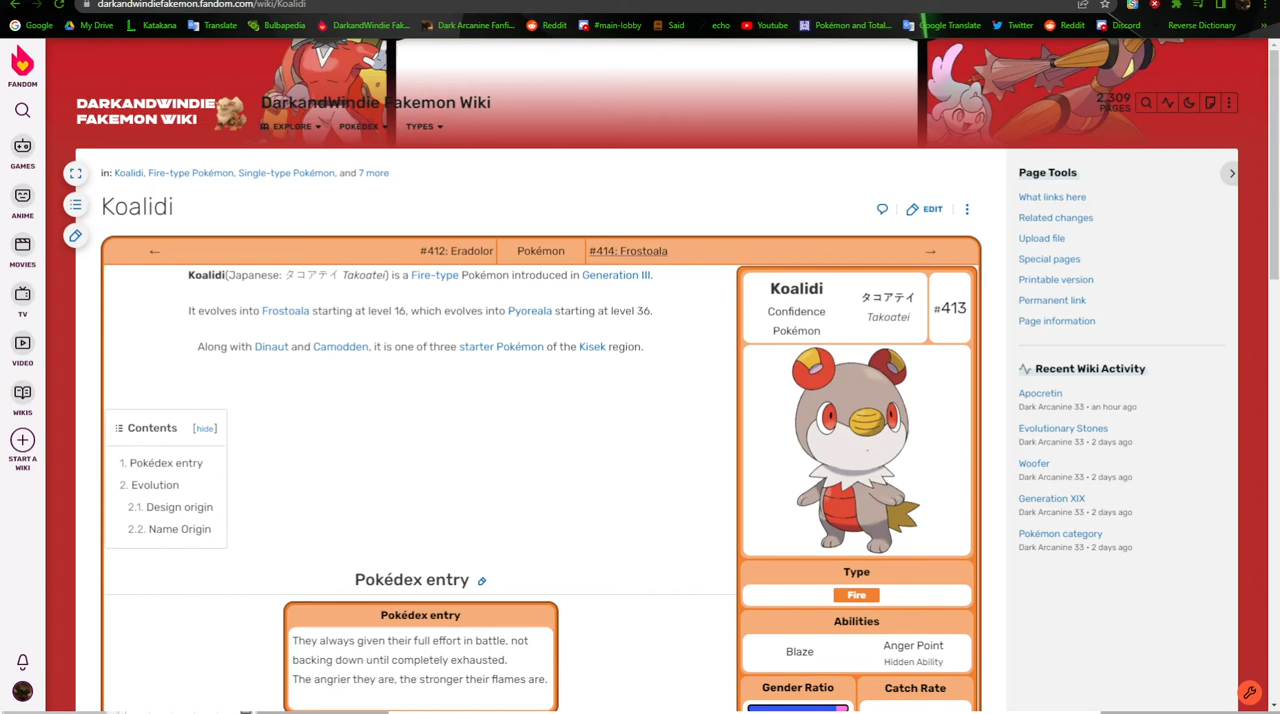 darkandwindiefakemon.fandom.com/wiki/Koalidi
Google
My Drive
Katakana
Translate
Bulbapedia
DarkandWindie Fak...
Dark Arcanine Fanfi...
Reddit
#main-lobby
Said
echo
Youtube
Pokémon and Total...
Google Translate
Twitter
Reddit
Discord
Reverse Dictionary
»
FANDOM
GAMES
ANIME
MOVIES
TV
VIDEO
WIKIS
START A
WIKI
DARKANDWINDIE
FAKEMON WIKI
DarkandWindie Fakemon Wiki
EXPLORE
POKÉDEX
TYPES
2,309
PAGES
in: Koalidi, Fire-type Pokémon, Single-type Pokémon, and 7 more
Koalidi
EDIT
← #412: Eradolor Pokémon #414: Frostoala →
Koalidi(Japanese: タコアテイ Takoatei) is a Fire-type Pokémon introduced in Generation III.
It evolves into Frostoala starting at level 16, which evolves into Pyoreala starting at level 36.
Along with Dinaut and Camodden, it is one of three starter Pokémon of the Kisek region.
Contents [hide]
1. Pokédex entry
2. Evolution
2.1. Design origin
2.2. Name Origin
Pokédex entry
Pokédex entry
They always given their full effort in battle, not
backing down until completely exhausted.
The angrier they are, the stronger their flames are.
Koalidi
Confidence
Pokémon
タコアテイ
Takoatei
#413
Type
Fire
Abilities
Blaze
Anger Point
Hidden Ability
Gender Ratio
Catch Rate
Page Tools
What links here
Related changes
Upload file
Special pages
Printable version
Permanent link
Page information
Recent Wiki Activity
Apocretin
Dark Arcanine 33 • an hour ago
Evolutionary Stones
Dark Arcanine 33 • 2 days ago
Woofer
Dark Arcanine 33 • 2 days ago
Generation XIX
Dark Arcanine 33 • 2 days ago
Pokémon category
Dark Arcanine 33 • 2 days ago